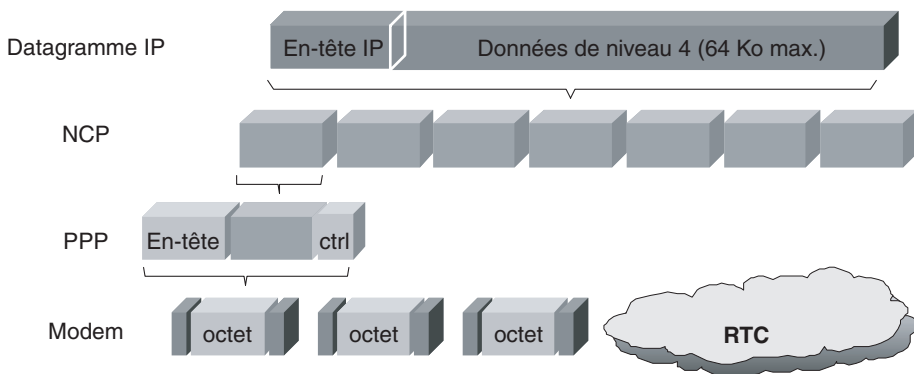 Datagramme IP
En-tête IP
Données de niveau 4 (64 Ko max.)
NCP
PPP
En-tête
ctrl
Modem
octet
octet
octet
RTC